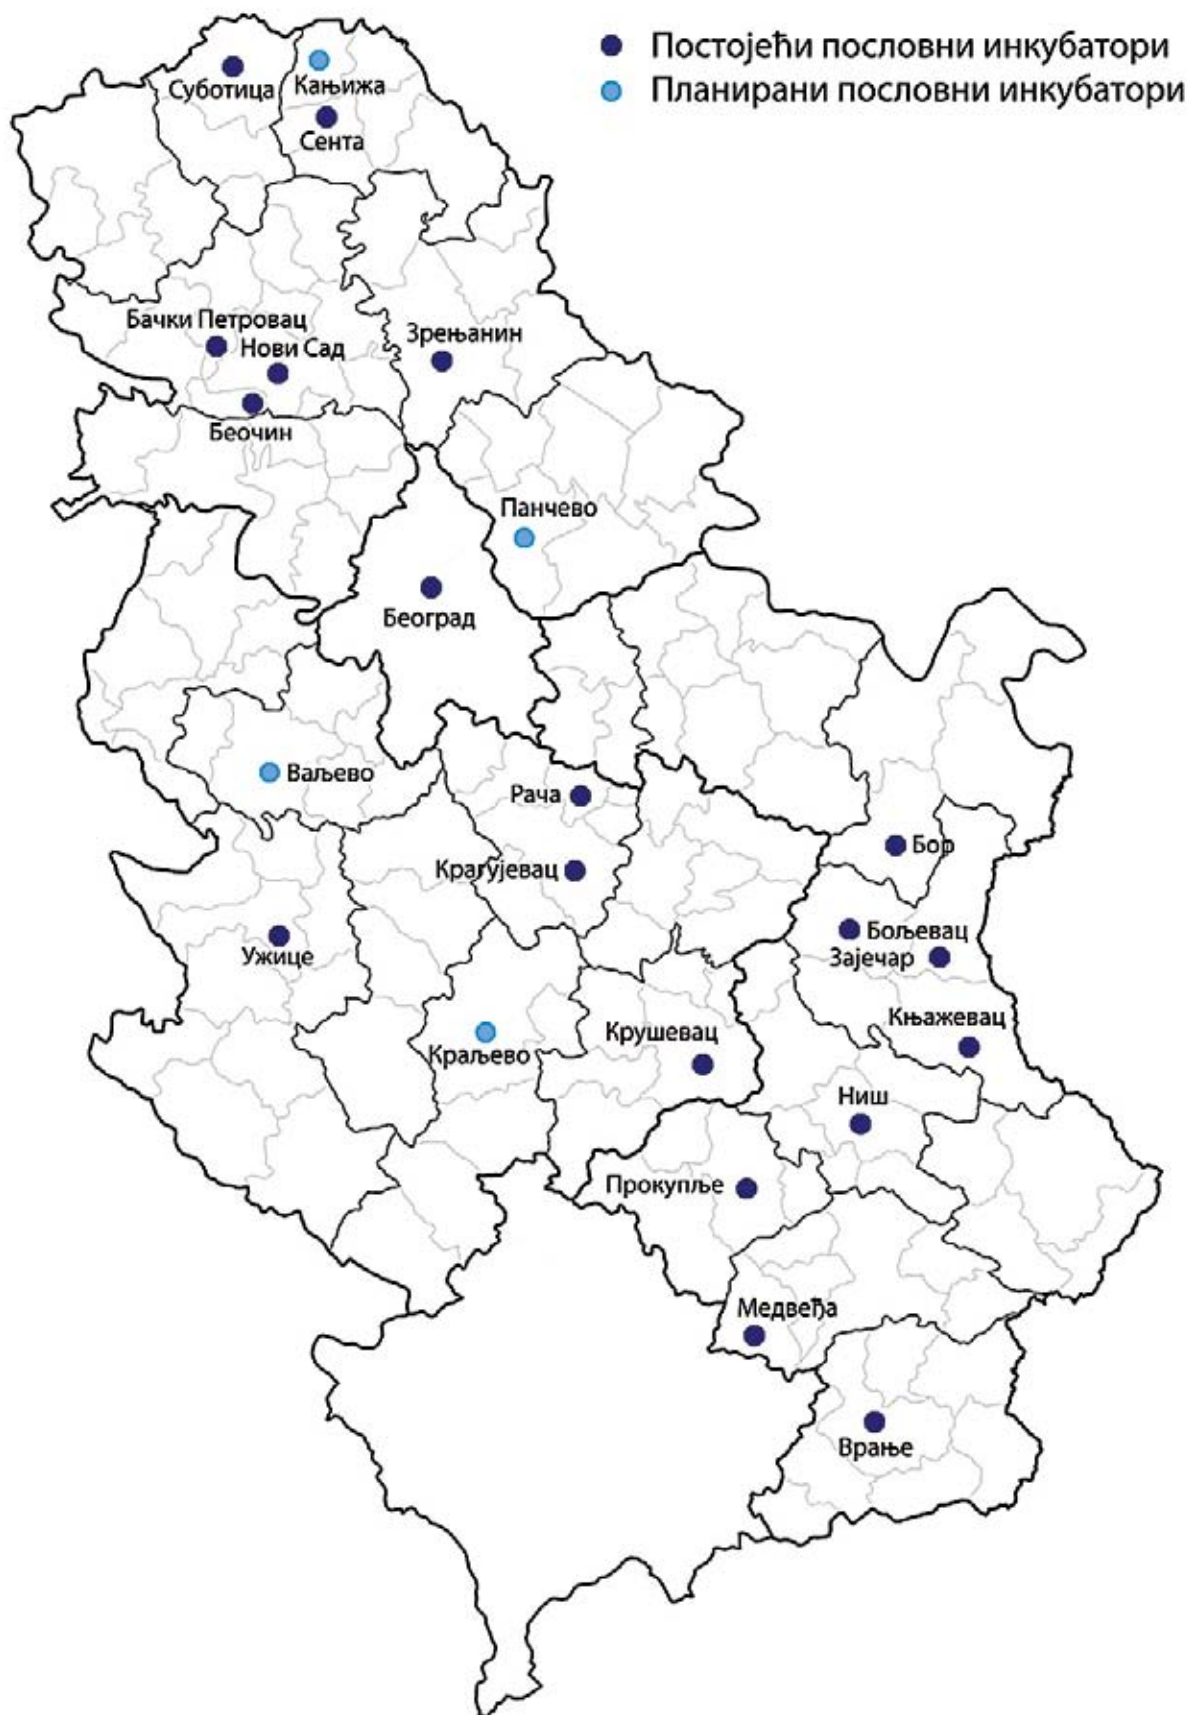 Постојећи пословни инкубатори
Планирани пословни инкубатори
Суботица
Кањижа
Сента
Бачки Петровац
Нови Сад
Зрењанин
Беочин
Панчево
Београд
Ваљево
Рача
Бор
Крагујевац
Бољевац
Ужице
Зајечар
Књажевац
Крушевац
Краљево
Ниш
Прокупље
Медвеђа
Врање